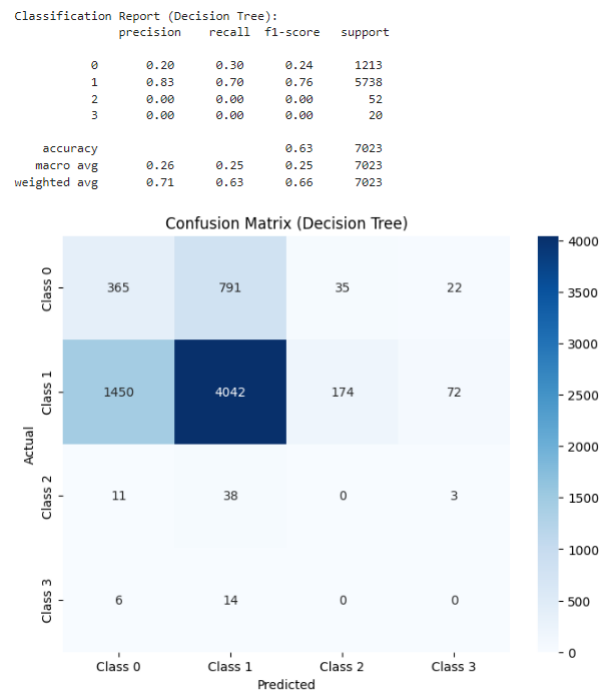 Classification Report (Decision Tree):
precision recall f1-score support
0 0.20 0.30 0.24 1213
1 0.83 0.70 0.76 5738
2 0.00 0.00 0.00 52
3 0.00 0.00 0.00 20
accuracy 0.63 7023
macro avg 0.26 0.25 0.25 7023
weighted avg 0.71 0.63 0.66 7023
Confusion Matrix (Decision Tree)
Class 0 365 791 35 22
Class 1 1450 4042 174 72
Class 2 11 38 0 3
Class 3 6 14 0 0
Actual
Class 0 Class 1 Class 2 Class 3
Predicted
4000
3500
3000
2500
2000
1500
1000
500
0